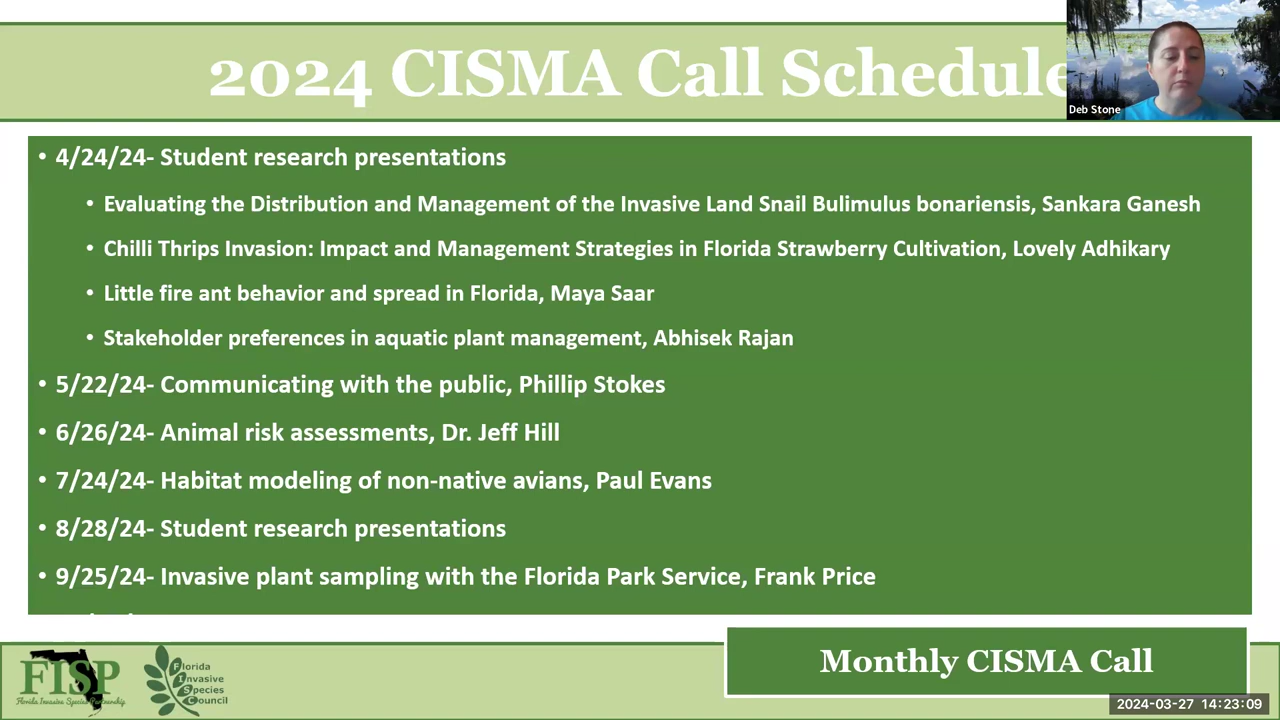 2024 CISMA Call Schedule
Deb Stone
• 4/24/24- Student research presentations
• Evaluating the Distribution and Management of the Invasive Land Snail Bulimulus bonariensis, Sankara Ganesh
• Chilli Thrips Invasion: Impact and Management Strategies in Florida Strawberry Cultivation, Lovely Adhikary
• Little fire ant behavior and spread in Florida, Maya Saar
• Stakeholder preferences in aquatic plant management, Abhisek Rajan
• 5/22/24- Communicating with the public, Phillip Stokes
• 6/26/24- Animal risk assessments, Dr. Jeff Hill
• 7/24/24- Habitat modeling of non-native avians, Paul Evans
• 8/28/24- Student research presentations
• 9/25/24- Invasive plant sampling with the Florida Park Service, Frank Price
FISP
Florida Invasive Species Partnership
Florida
Invasive
Species
Council
Monthly CISMA Call
2024-03-27 14:23:09